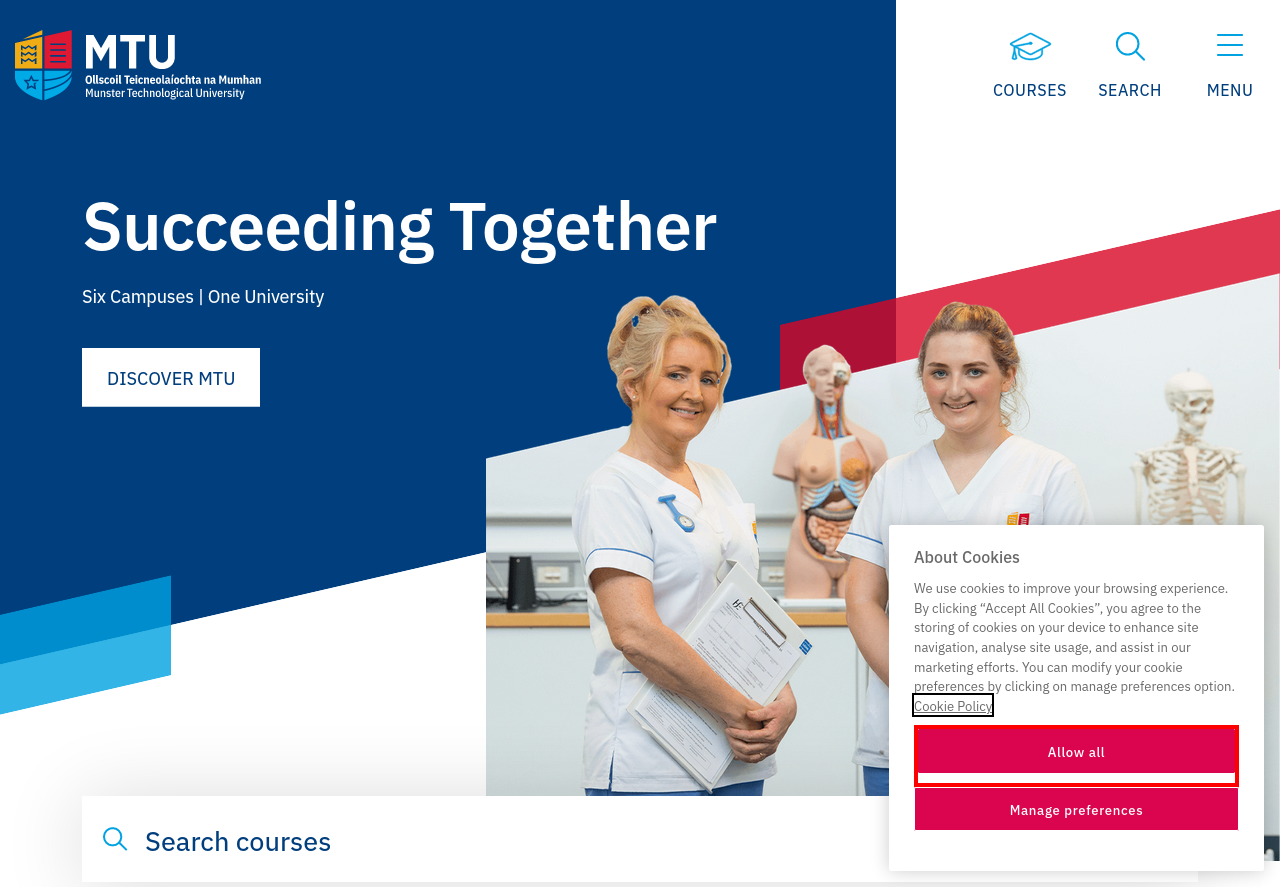 MTU
Ollscoil Teicneolaíochta na Mumhan
Munster Technological University
COURSES
SEARCH
MENU
Succeeding Together
Six Campuses | One University
DISCOVER MTU
About Cookies
We use cookies to improve your browsing experience.
By clicking “Accept All Cookies”, you agree to the
storing of cookies on your device to enhance site
navigation, analyse site usage, and assist in our
marketing efforts. You can modify your cookie
preferences by clicking on manage preferences option.
Cookie Policy
Allow all
Manage preferences
Search courses